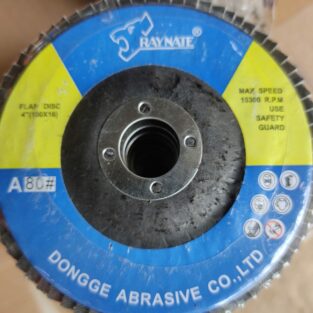 RAYNATE®
FLAP DISC
4"(100X16)
MAX SPEED
15300 R.P.M
USE
SAFETY
GUARD
A80#
DONGGE ABRASIVE CO.,LTD